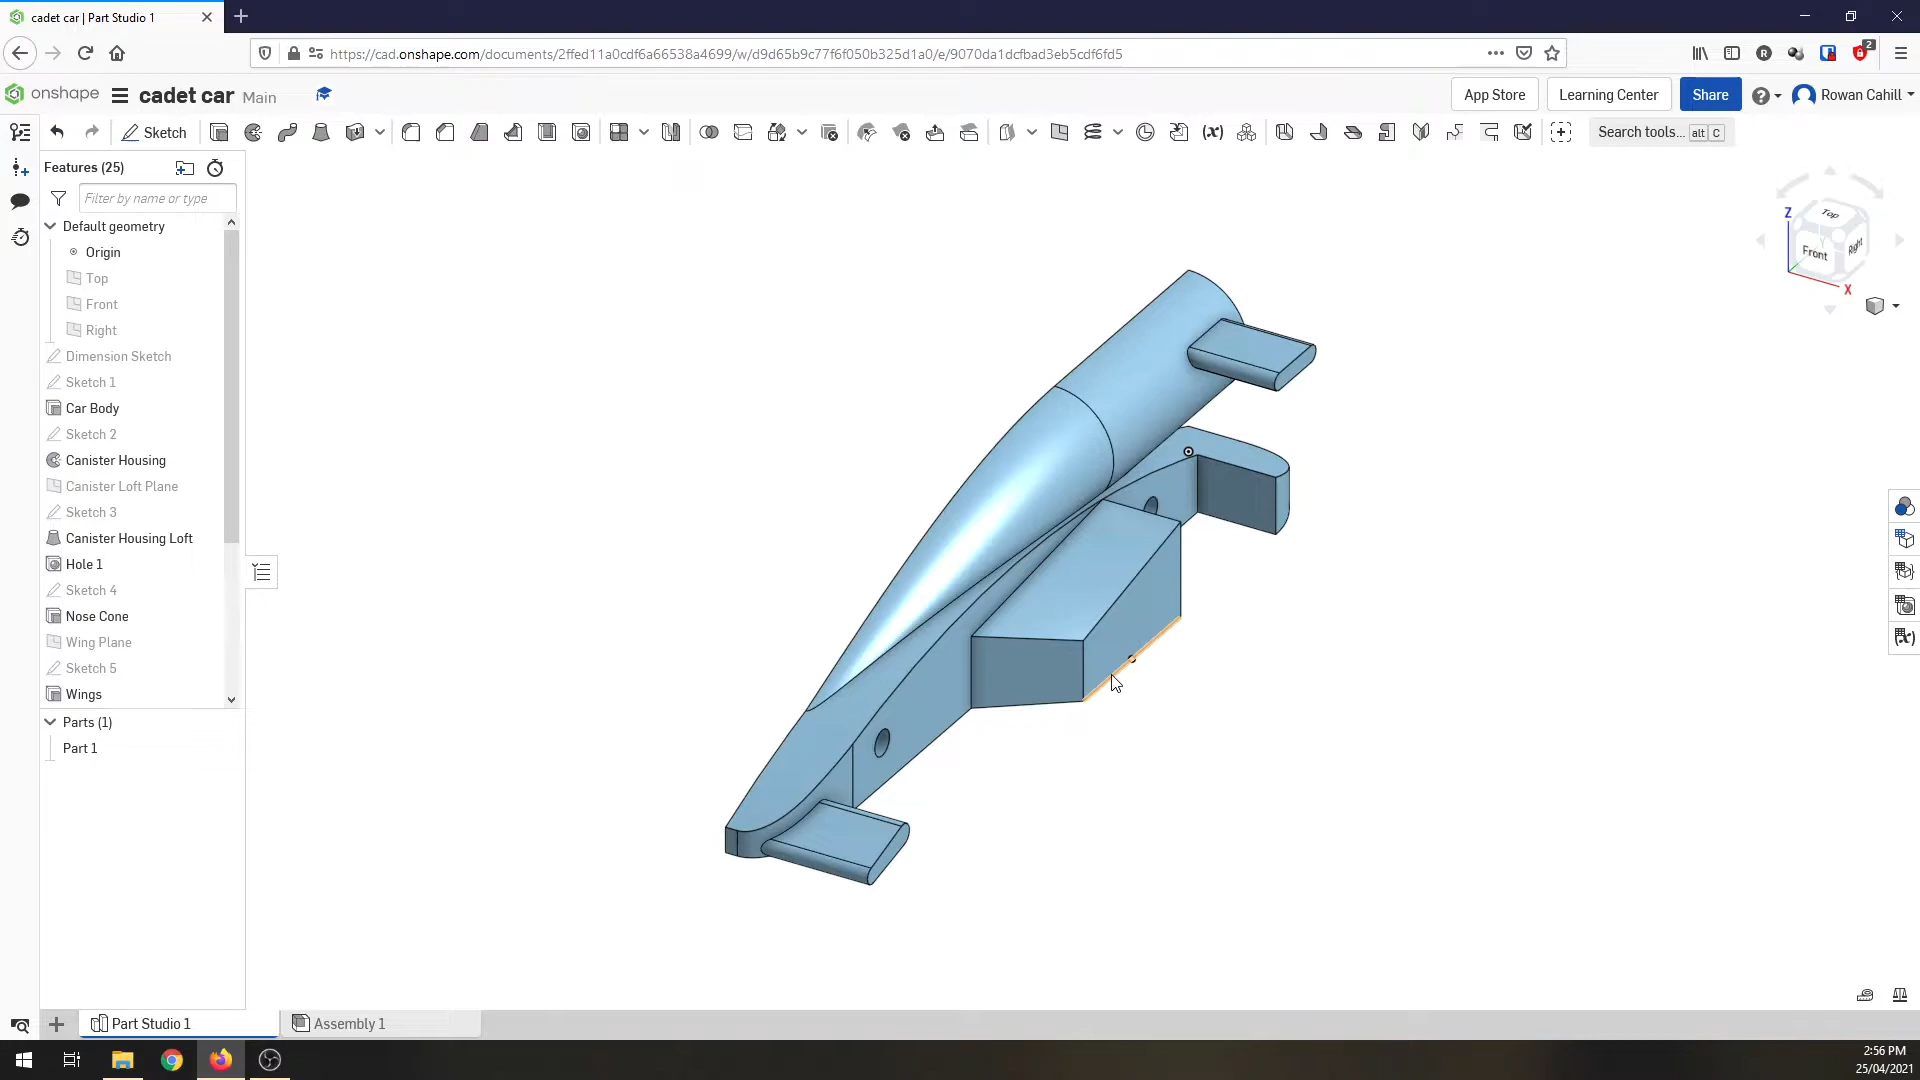 cadet car | Part Studio 1
https://cad.onshape.com/documents/2ffed11a0cdf6a66538a4699/w/d9d65b9c77f6f050b325d1a0/e/9070da1dcfbad3eb5cdf6fd5
2
onshape
cadet car Main
App Store
Learning Center
Share
Rowan Cahill
Sketch
Search tools... alt C
Features (25)
Filter by name or type
Default geometry
Origin
Top
Front
Right
Dimension Sketch
Sketch 1
Car Body
Sketch 2
Canister Housing
Canister Loft Plane
Sketch 3
Canister Housing Loft
Hole 1
Sketch 4
Nose Cone
Wing Plane
Sketch 5
Wings
Parts (1)
Part 1
Z
Top
Front
Right
X
Part Studio 1
Assembly 1
2:56 PM
25/04/2021